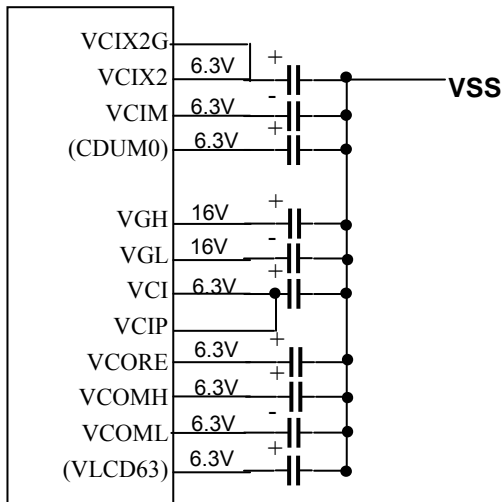 VCIX2G
VCIX2 6.3V + VSS
VCIM 6.3V -
(CDUM0) 6.3V +
VGH 16V +
VGL 16V -
VCI 6.3V +
VCIP
VCORE 6.3V +
VCOMH 6.3V +
VCOML 6.3V -
(VLCD63) 6.3V +